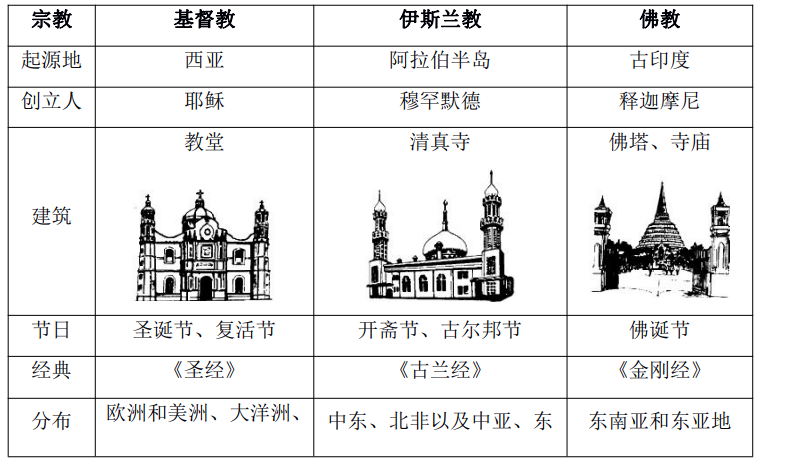 宗教 基督教 伊斯兰教 佛教
起源地 西亚 阿拉伯半岛 古印度
创立人 耶稣 穆罕默德 释迦摩尼
建筑 教堂 清真寺 佛塔、寺庙
节日 圣诞节、复活节 开斋节、古尔邦节 佛诞节
经典 《圣经》 《古兰经》 《金刚经》
分布 欧洲和美洲、大洋洲、 中东、北非以及中亚、东 东南亚和东亚地